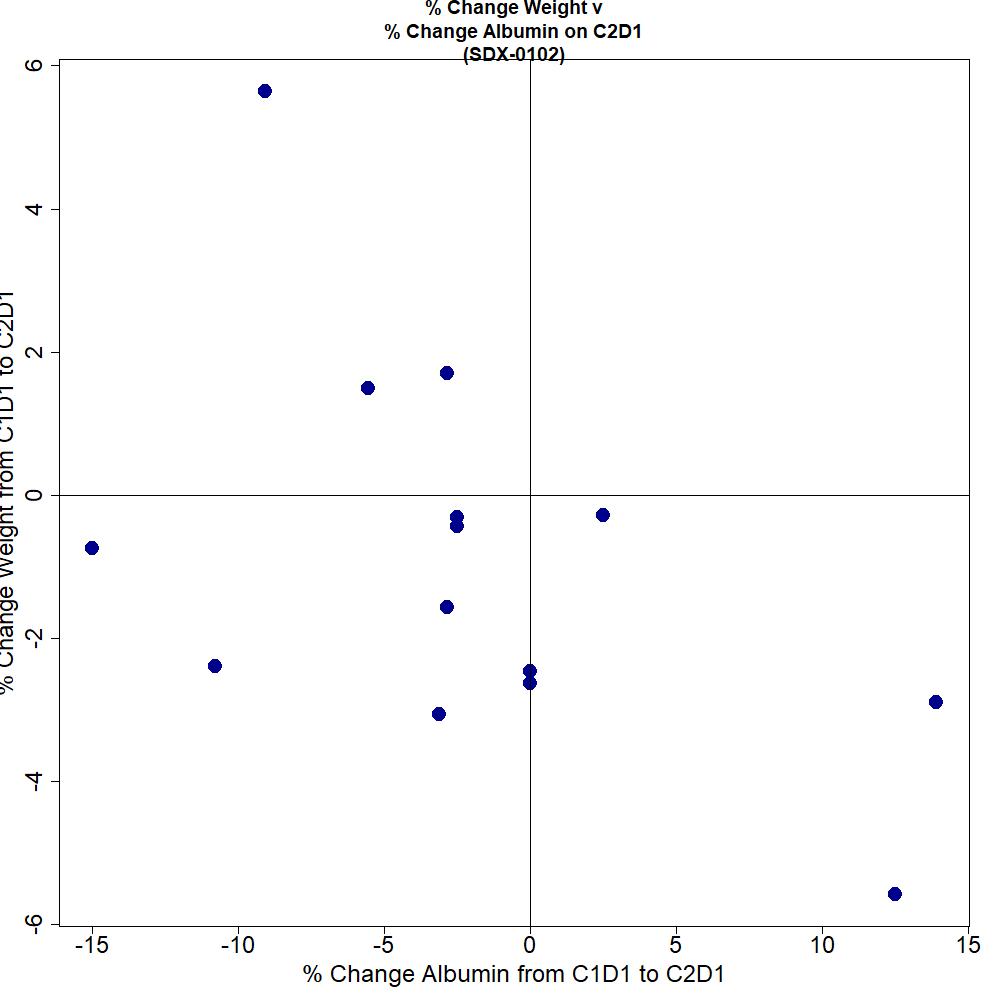 % Change Weight v
% Change Albumin on C2D1
(SDX-0102)
% Change Weight from C1D1 to C2D1
6
4
2
0
-2
-4
-6
-15
-10
-5
0
5
10
15
% Change Albumin from C1D1 to C2D1